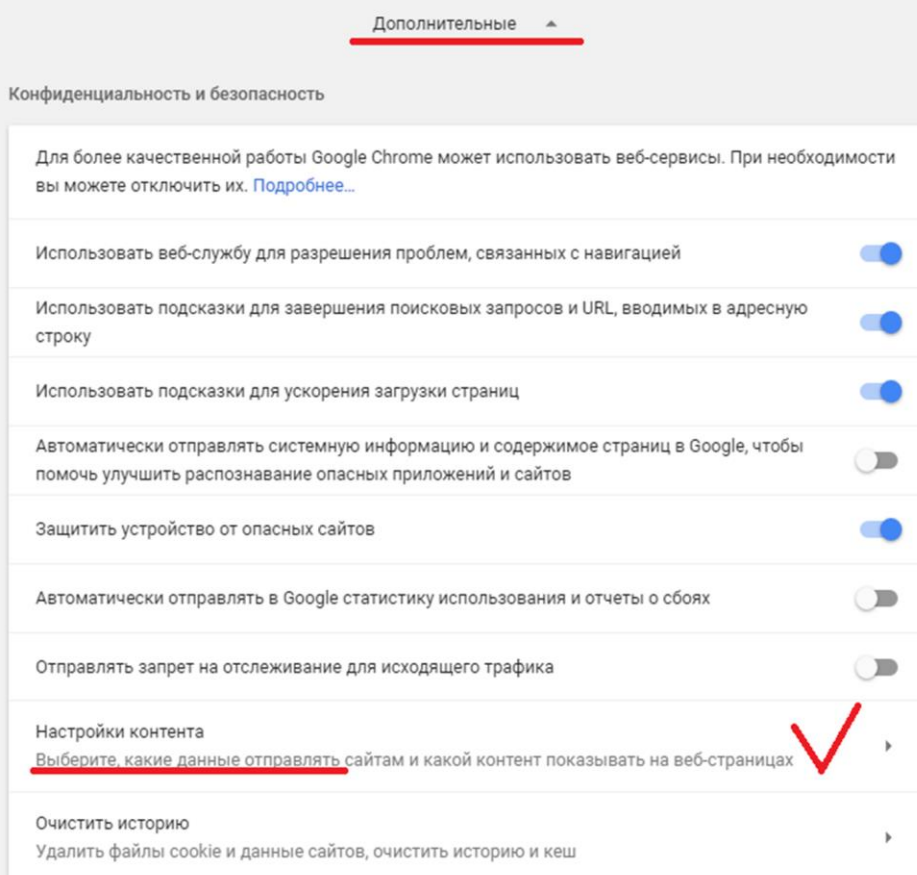 Дополнительные
Конфиденциальность и безопасность
Для более качественной работы Google Chrome может использовать веб-сервисы. При необходимости
вы можете отключить их. Подробнее...
Использовать веб-службу для разрешения проблем, связанных с навигацией
Использовать подсказки для завершения поисковых запросов и URL, вводимых в адресную
строку
Использовать подсказки для ускорения загрузки страниц
Автоматически отправлять системную информацию и содержимое страниц в Google, чтобы
помочь улучшить распознавание опасных приложений и сайтов
Защитить устройство от опасных сайтов
Автоматически отправлять в Google статистику использования и отчеты о сбоях
Отправлять запрет на отслеживание для исходящего трафика
Настройки контента
Выберите, какие данные отправлять сайтам и какой контент показывать на веб-страницах
Очистить историю
Удалить файлы cookie и данные сайтов, очистить историю и кеш